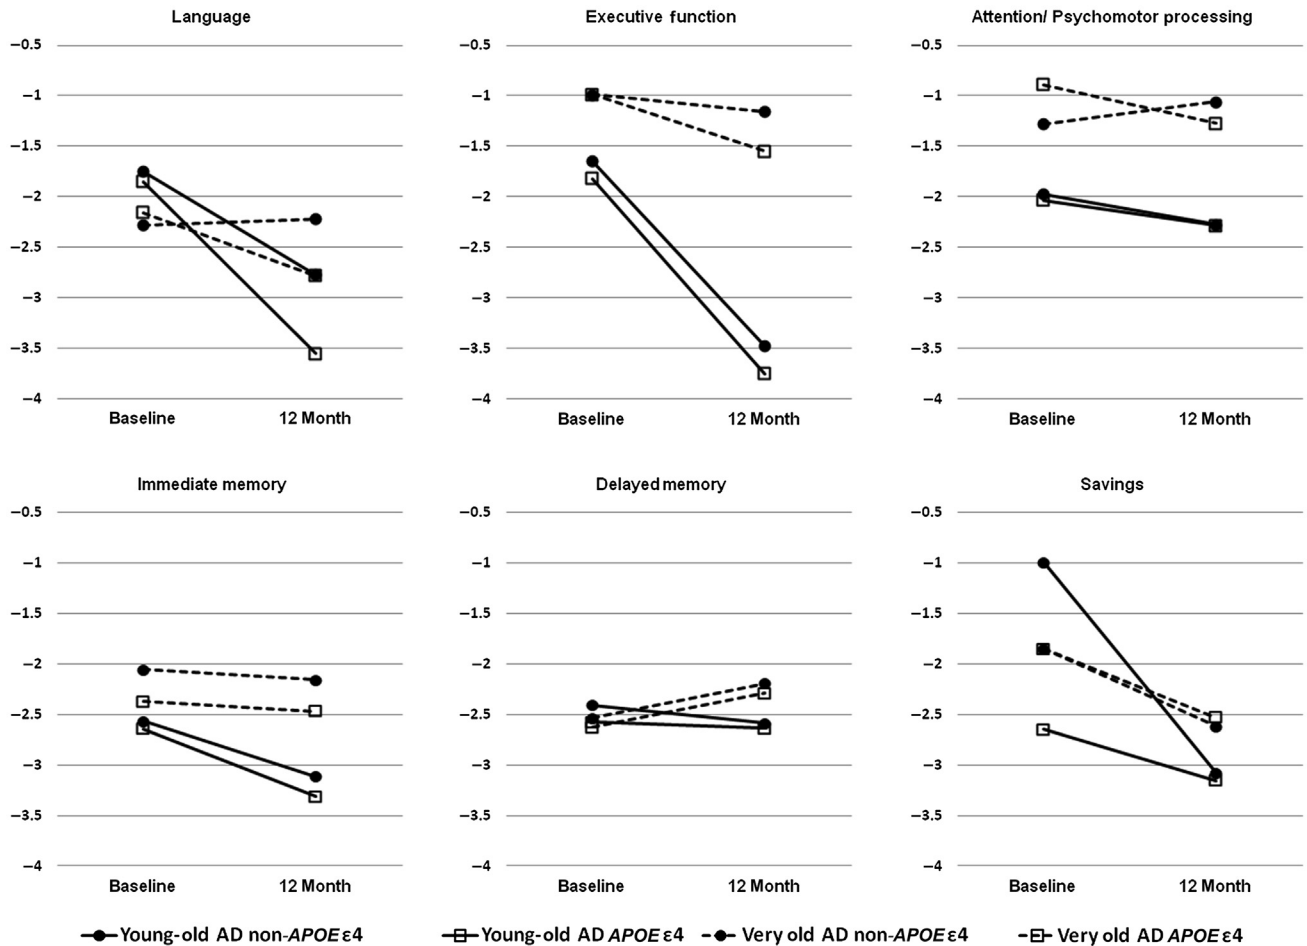 Language Executive function Attention/ Psychomotor processing
−0.5 −0.5 −0.5
−1 −1 −1
−1.5 −1.5 −1.5
−2 −2 −2
−2.5 −2.5 −2.5
−3 −3 −3
−3.5 −3.5 −3.5
−4 −4 −4
Baseline 12 Month Baseline 12 Month Baseline 12 Month
Immediate memory Delayed memory Savings
−0.5 −0.5 −0.5
−1 −1 −1
−1.5 −1.5 −1.5
−2 −2 −2
−2.5 −2.5 −2.5
−3 −3 −3
−3.5 −3.5 −3.5
−4 −4 −4
Baseline 12 Month Baseline 12 Month Baseline 12 Month
Young-old AD non-APOE ε4 Young-old AD APOE ε4 Very old AD non-APOE ε4 Very old AD APOE ε4